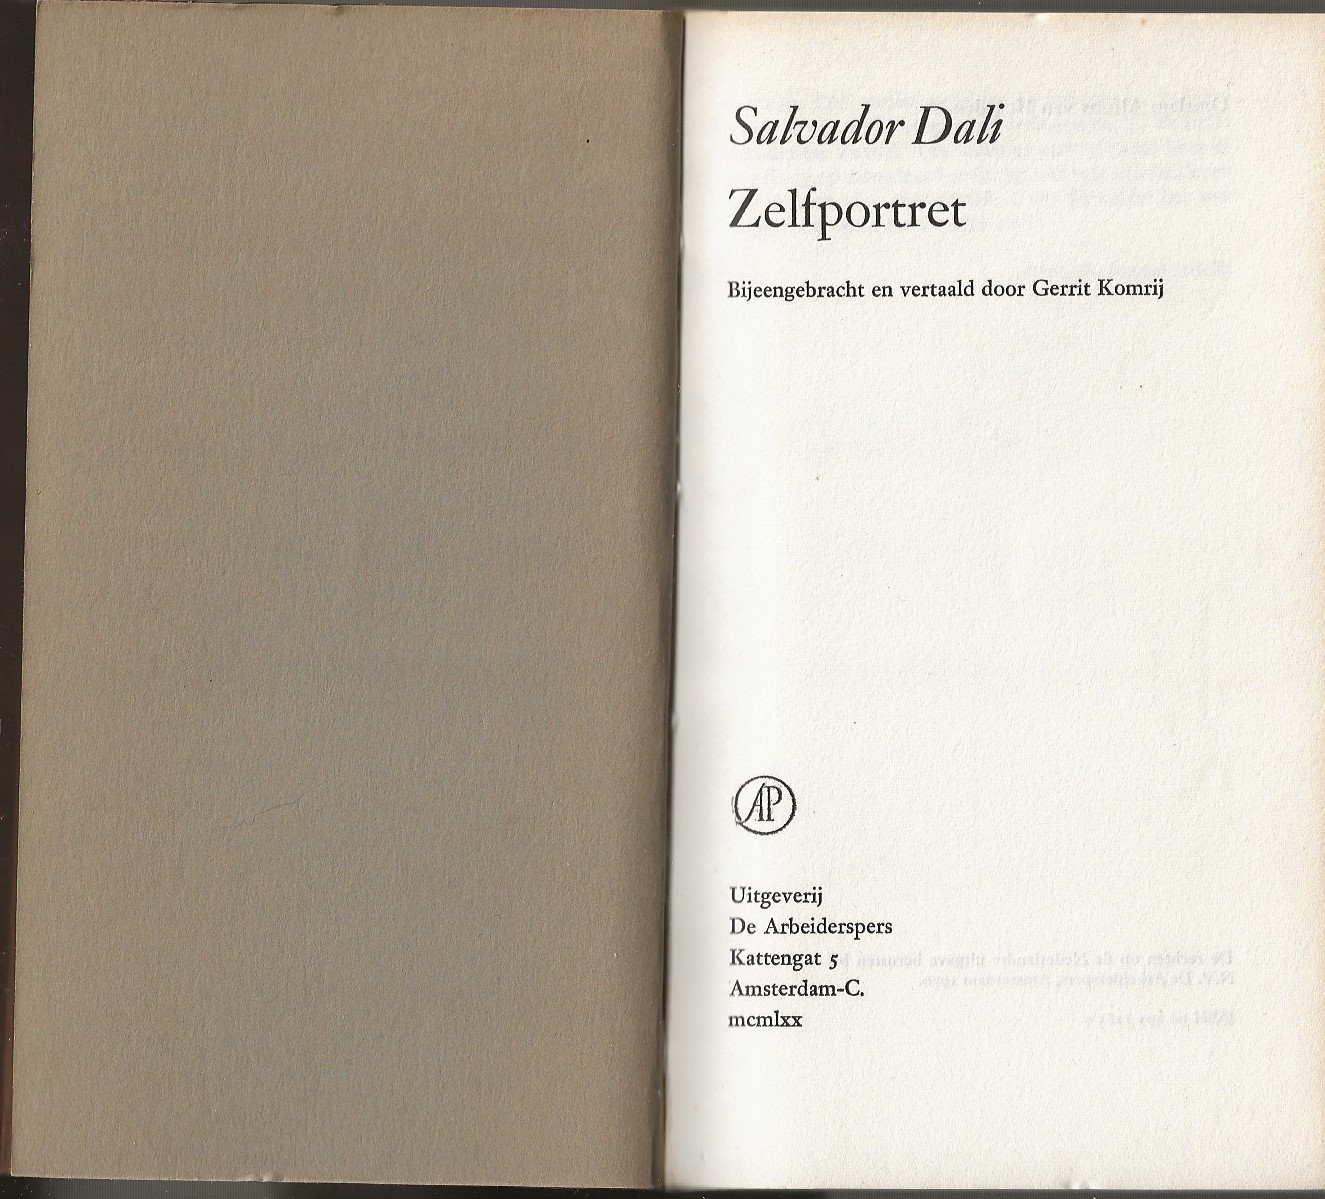 Salvador Dali
Zelfportret
Bijeengebracht en vertaald door Gerrit Komrij
AP
Uitgeverij
De Arbeiderspers
Kattengat 5
Amsterdam-C.
mcmlxx